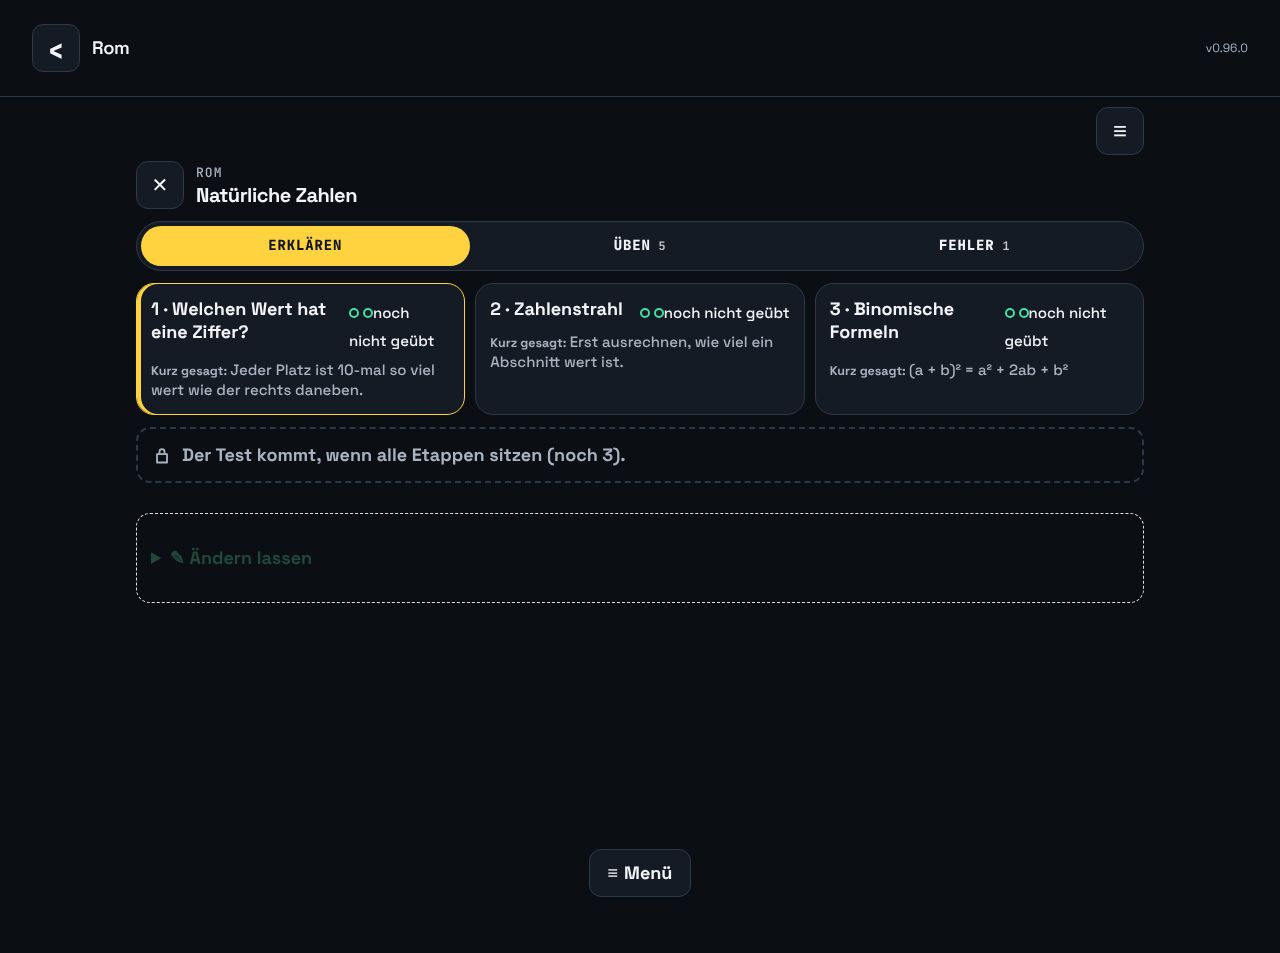 <
Rom
v0.96.0
≡
✕
ROM
Natürliche Zahlen
ERKLÄREN
ÜBEN 5
FEHLER 1
1 · Welchen Wert hat
eine Ziffer?
noch
nicht geübt
Kurz gesagt: Jeder Platz ist 10-mal so viel
wert wie der rechts daneben.
2 · Zahlenstrahl
noch nicht geübt
Kurz gesagt: Erst ausrechnen, wie viel ein
Abschnitt wert ist.
3 · Binomische
Formeln
noch nicht
geübt
Kurz gesagt: (a + b)² = a² + 2ab + b²
Der Test kommt, wenn alle Etappen sitzen (noch 3).
▶ ✎ Ändern lassen
≡ Menü